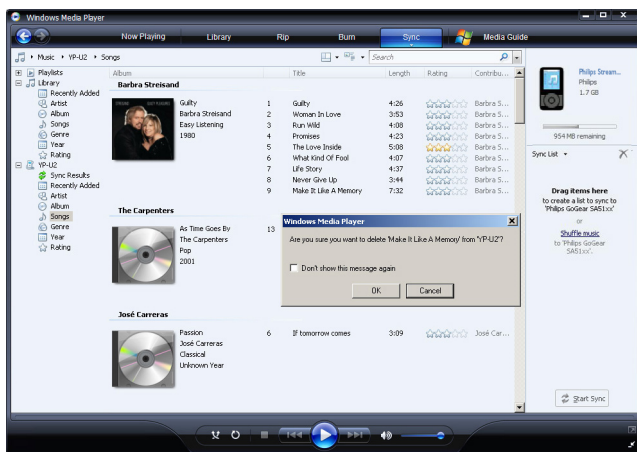 Windows Media Player
Now Playing Library Rip Burn Sync Media Guide
Music YP-U2 Songs
Search
Album Title Length Rating Contribu...
Playlists
Library
Recently Added
Artist
Album
Songs
Genre
Year
Rating
YP-U2
Sync Results
Recently Added
Artist
Album
Songs
Genre
Year
Rating
Barbra Streisand
Guilty
Barbra Streisand
Easy Listening
1980
1 Guilty 4:26 Barbra S...
2 Woman In Love 3:53 Barbra S...
3 Run Wild 4:08 Barbra S...
4 Promises 4:23 Barbra S...
5 The Love Inside 5:08 Barbra S...
6 What Kind Of Fool 4:07 Barbra S...
7 Life Story 4:37 Barbra S...
8 Never Give Up 3:44 Barbra S...
9 Make It Like A Memory 7:32 Barbra S...
The Carpenters
As Time Goes By
The Carpenters
Pop
2001
13
Windows Media Player
Are you sure you want to delete 'Make It Like A Memory' from 'YP-U2'?
Don't show this message again
OK Cancel
José Carreras
Passion
José Carreras
Classical
Unknown Year
6 If tomorrow comes 3:09 José Car...
Philips Stream...
Philips
1.7 GB
954 MB remaining
Sync List
Drag items here
to create a list to sync to
'Philips GoGear SA51xx'
or
Shuffle music
to 'Philips GoGear
SA51xx'.
Start Sync